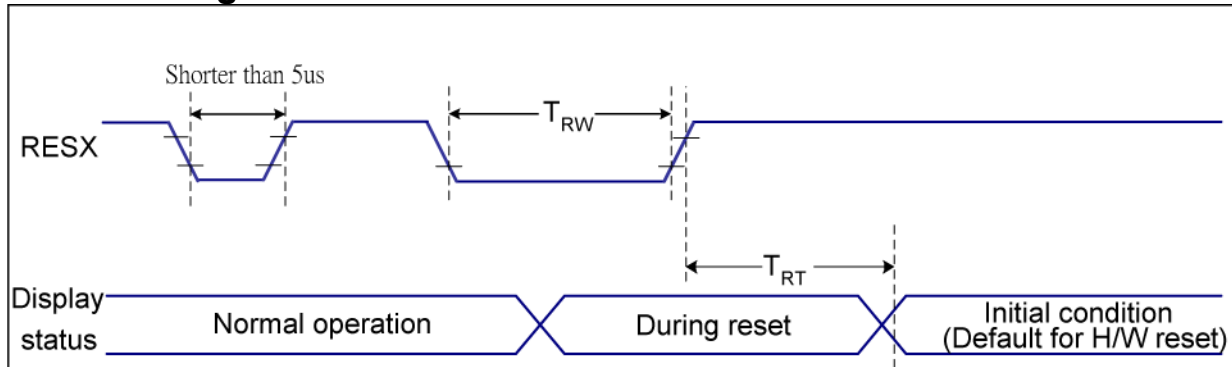 Shorter than 5us
RESX
TRW
TRT
Display
status
Normal operation
During reset
Initial condition
(Default for H/W reset)